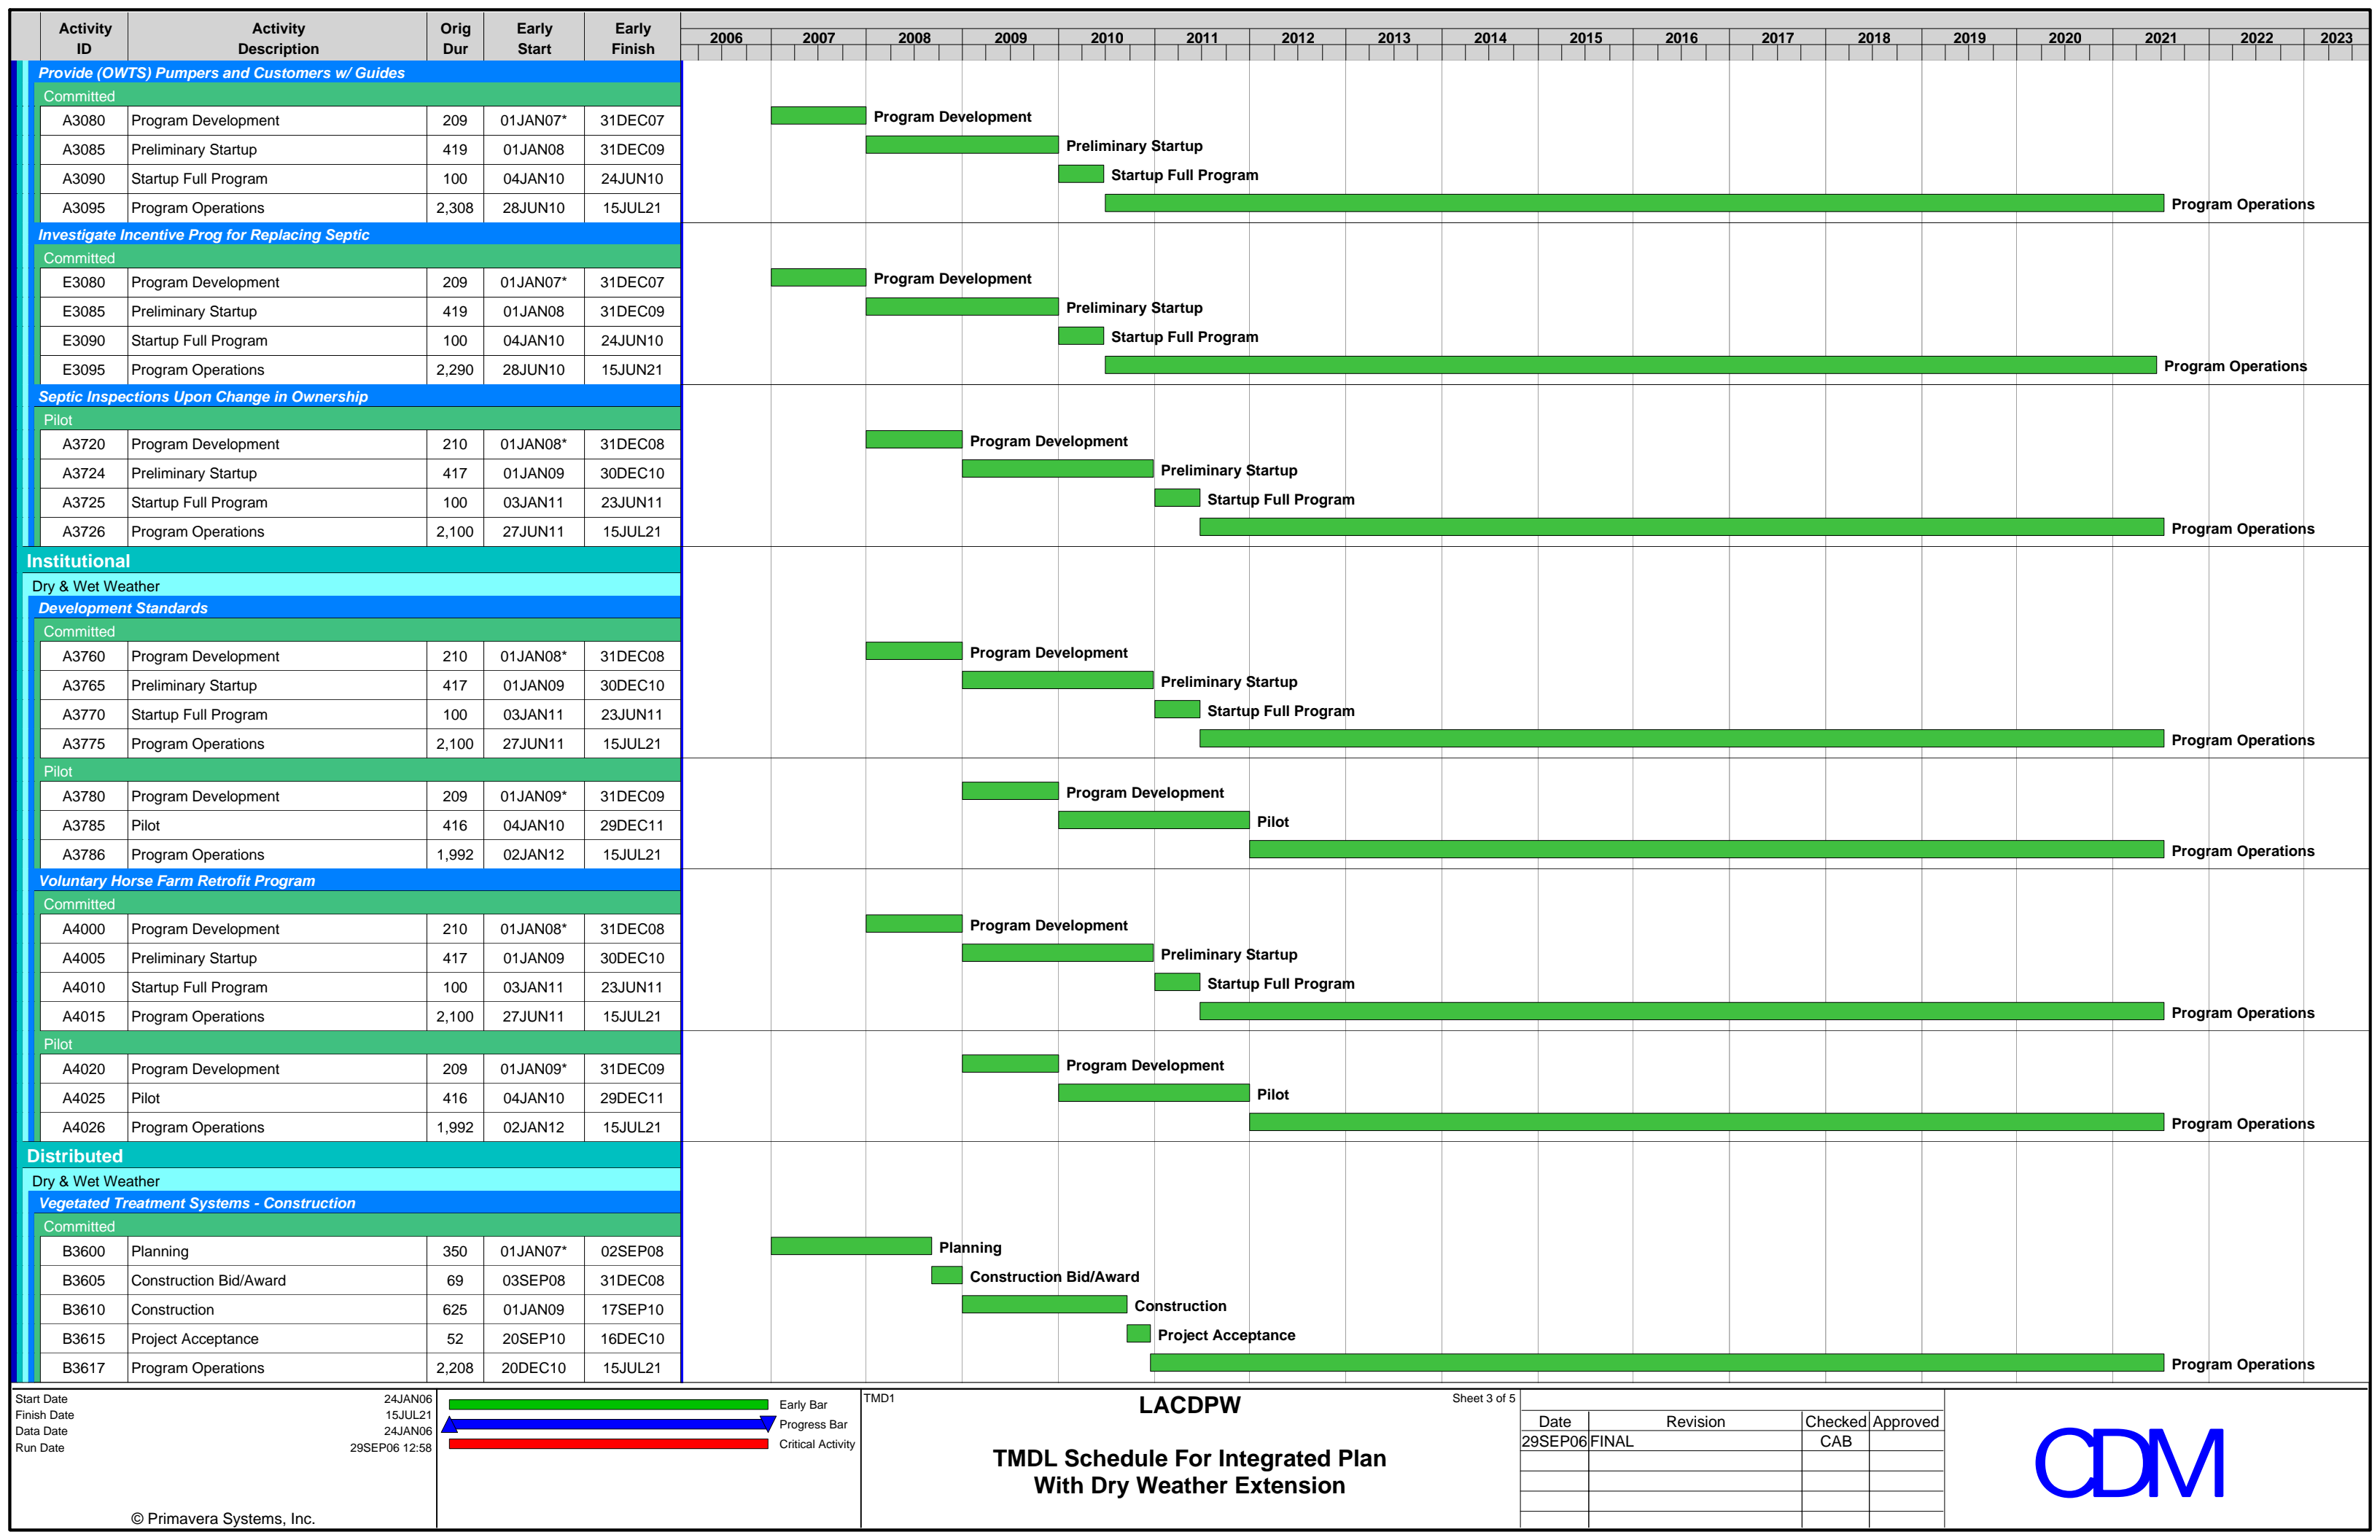 Activity ID Activity Description Orig Dur Early Start Early Finish 2006 2007 2008 2009 2010 2011 2012 2013 2014 2015 2016 2017 2018 2019 2020 2021 2022 2023
Provide (OWTS) Pumpers and Customers w/ Guides
Committed
A3080 Program Development 209 01JAN07* 31DEC07 Program Development
A3085 Preliminary Startup 419 01JAN08 31DEC09 Preliminary Startup
A3090 Startup Full Program 100 04JAN10 24JUN10 Startup Full Program
A3095 Program Operations 2,308 28JUN10 15JUL21 Program Operations
Investigate Incentive Prog for Replacing Septic
Committed
E3080 Program Development 209 01JAN07* 31DEC07 Program Development
E3085 Preliminary Startup 419 01JAN08 31DEC09 Preliminary Startup
E3090 Startup Full Program 100 04JAN10 24JUN10 Startup Full Program
E3095 Program Operations 2,290 28JUN10 15JUN21 Program Operations
Septic Inspections Upon Change in Ownership
Pilot
A3720 Program Development 210 01JAN08* 31DEC08 Program Development
A3724 Preliminary Startup 417 01JAN09 30DEC10 Preliminary Startup
A3725 Startup Full Program 100 03JAN11 23JUN11 Startup Full Program
A3726 Program Operations 2,100 27JUN11 15JUL21 Program Operations
Institutional
Dry & Wet Weather
Development Standards
Committed
A3760 Program Development 210 01JAN08* 31DEC08 Program Development
A3765 Preliminary Startup 417 01JAN09 30DEC10 Preliminary Startup
A3770 Startup Full Program 100 03JAN11 23JUN11 Startup Full Program
A3775 Program Operations 2,100 27JUN11 15JUL21 Program Operations
Pilot
A3780 Program Development 209 01JAN09* 31DEC09 Program Development
A3785 Pilot 416 04JAN10 29DEC11 Pilot
A3786 Program Operations 1,992 02JAN12 15JUL21 Program Operations
Voluntary Horse Farm Retrofit Program
Committed
A4000 Program Development 210 01JAN08* 31DEC08 Program Development
A4005 Preliminary Startup 417 01JAN09 30DEC10 Preliminary Startup
A4010 Startup Full Program 100 03JAN11 23JUN11 Startup Full Program
A4015 Program Operations 2,100 27JUN11 15JUL21 Program Operations
Pilot
A4020 Program Development 209 01JAN09* 31DEC09 Program Development
A4025 Pilot 416 04JAN10 29DEC11 Pilot
A4026 Program Operations 1,992 02JAN12 15JUL21 Program Operations
Distributed
Dry & Wet Weather
Vegetated Treatment Systems - Construction
Committed
B3600 Planning 350 01JAN07* 02SEP08 Planning
B3605 Construction Bid/Award 69 03SEP08 31DEC08 Construction Bid/Award
B3610 Construction 625 01JAN09 17SEP10 Construction
B3615 Project Acceptance 52 20SEP10 16DEC10 Project Acceptance
B3617 Program Operations 2,208 20DEC10 15JUL21 Program Operations
Start Date 24JAN06
Finish Date 15JUL21
Data Date 24JAN06
Run Date 29SEP06 12:58
© Primavera Systems, Inc.
Early Bar
Progress Bar
Critical Activity
TMD1
LACDPW
Sheet 3 of 5
TMDL Schedule For Integrated Plan
With Dry Weather Extension
Date Revision Checked Approved
29SEP06 FINAL CAB
CDM